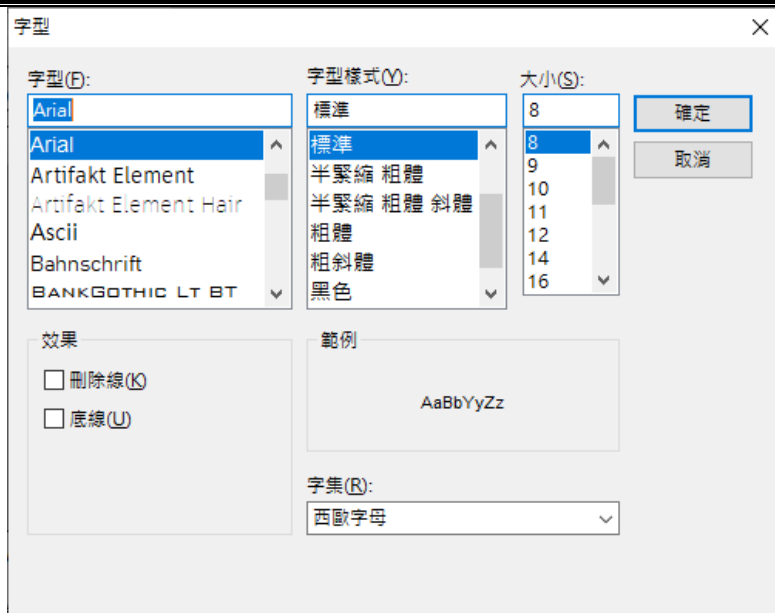 字型
字型(F):
Arial
Arial
Artifakt Element
Artifakt Element Hair
Ascii
Bahnschrift
BANKGOTHIC LT BT
字型樣式(Y):
標準
標準
半緊縮 粗體
半緊縮 粗體 斜體
粗體
粗斜體
黑色
大小(S):
8
8
9
10
11
12
14
16
確定
取消
效果
刪除線(K)
底線(U)
範例
AaBbYyZz
字集(R):
西歐字母